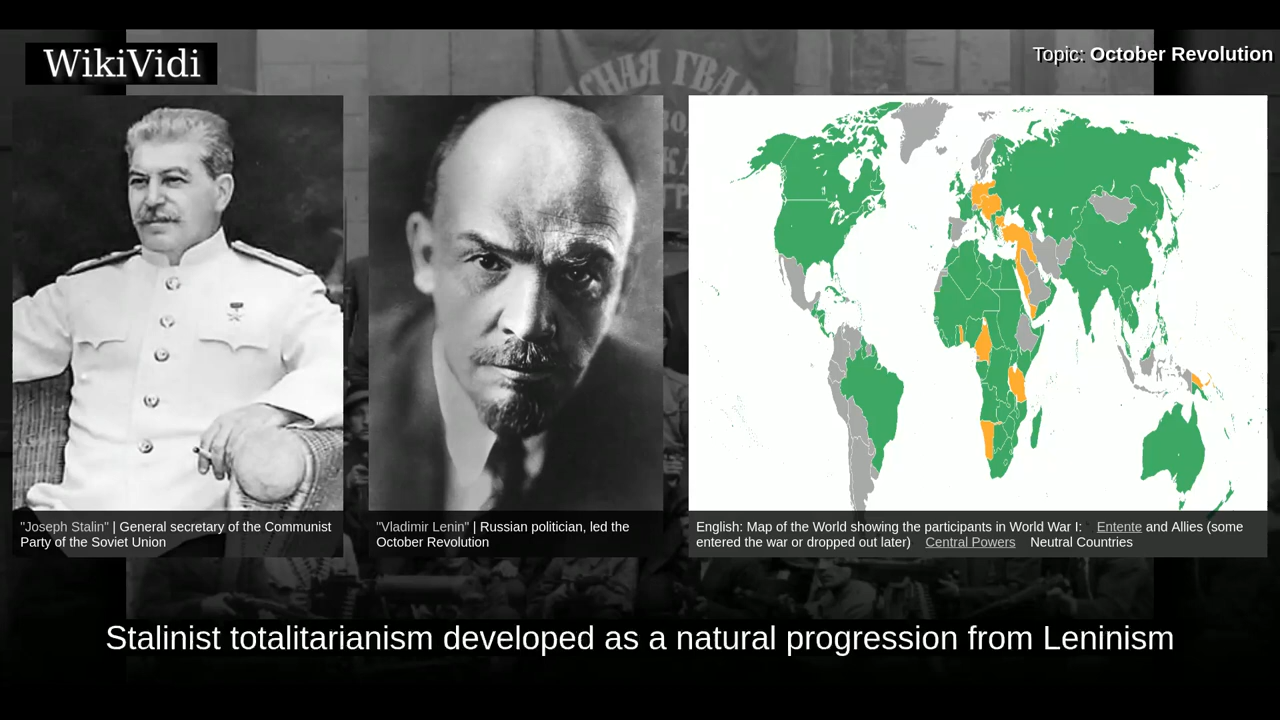 WikiVidi
Topic: October Revolution
СНАЯ ГВА
"Joseph Stalin" | General secretary of the Communist
Party of the Soviet Union
"Vladimir Lenin" | Russian politician, led the
October Revolution
English: Map of the World showing the participants in World War I: Entente and Allies (some
entered the war or dropped out later) Central Powers Neutral Countries
Stalinist totalitarianism developed as a natural progression from Leninism